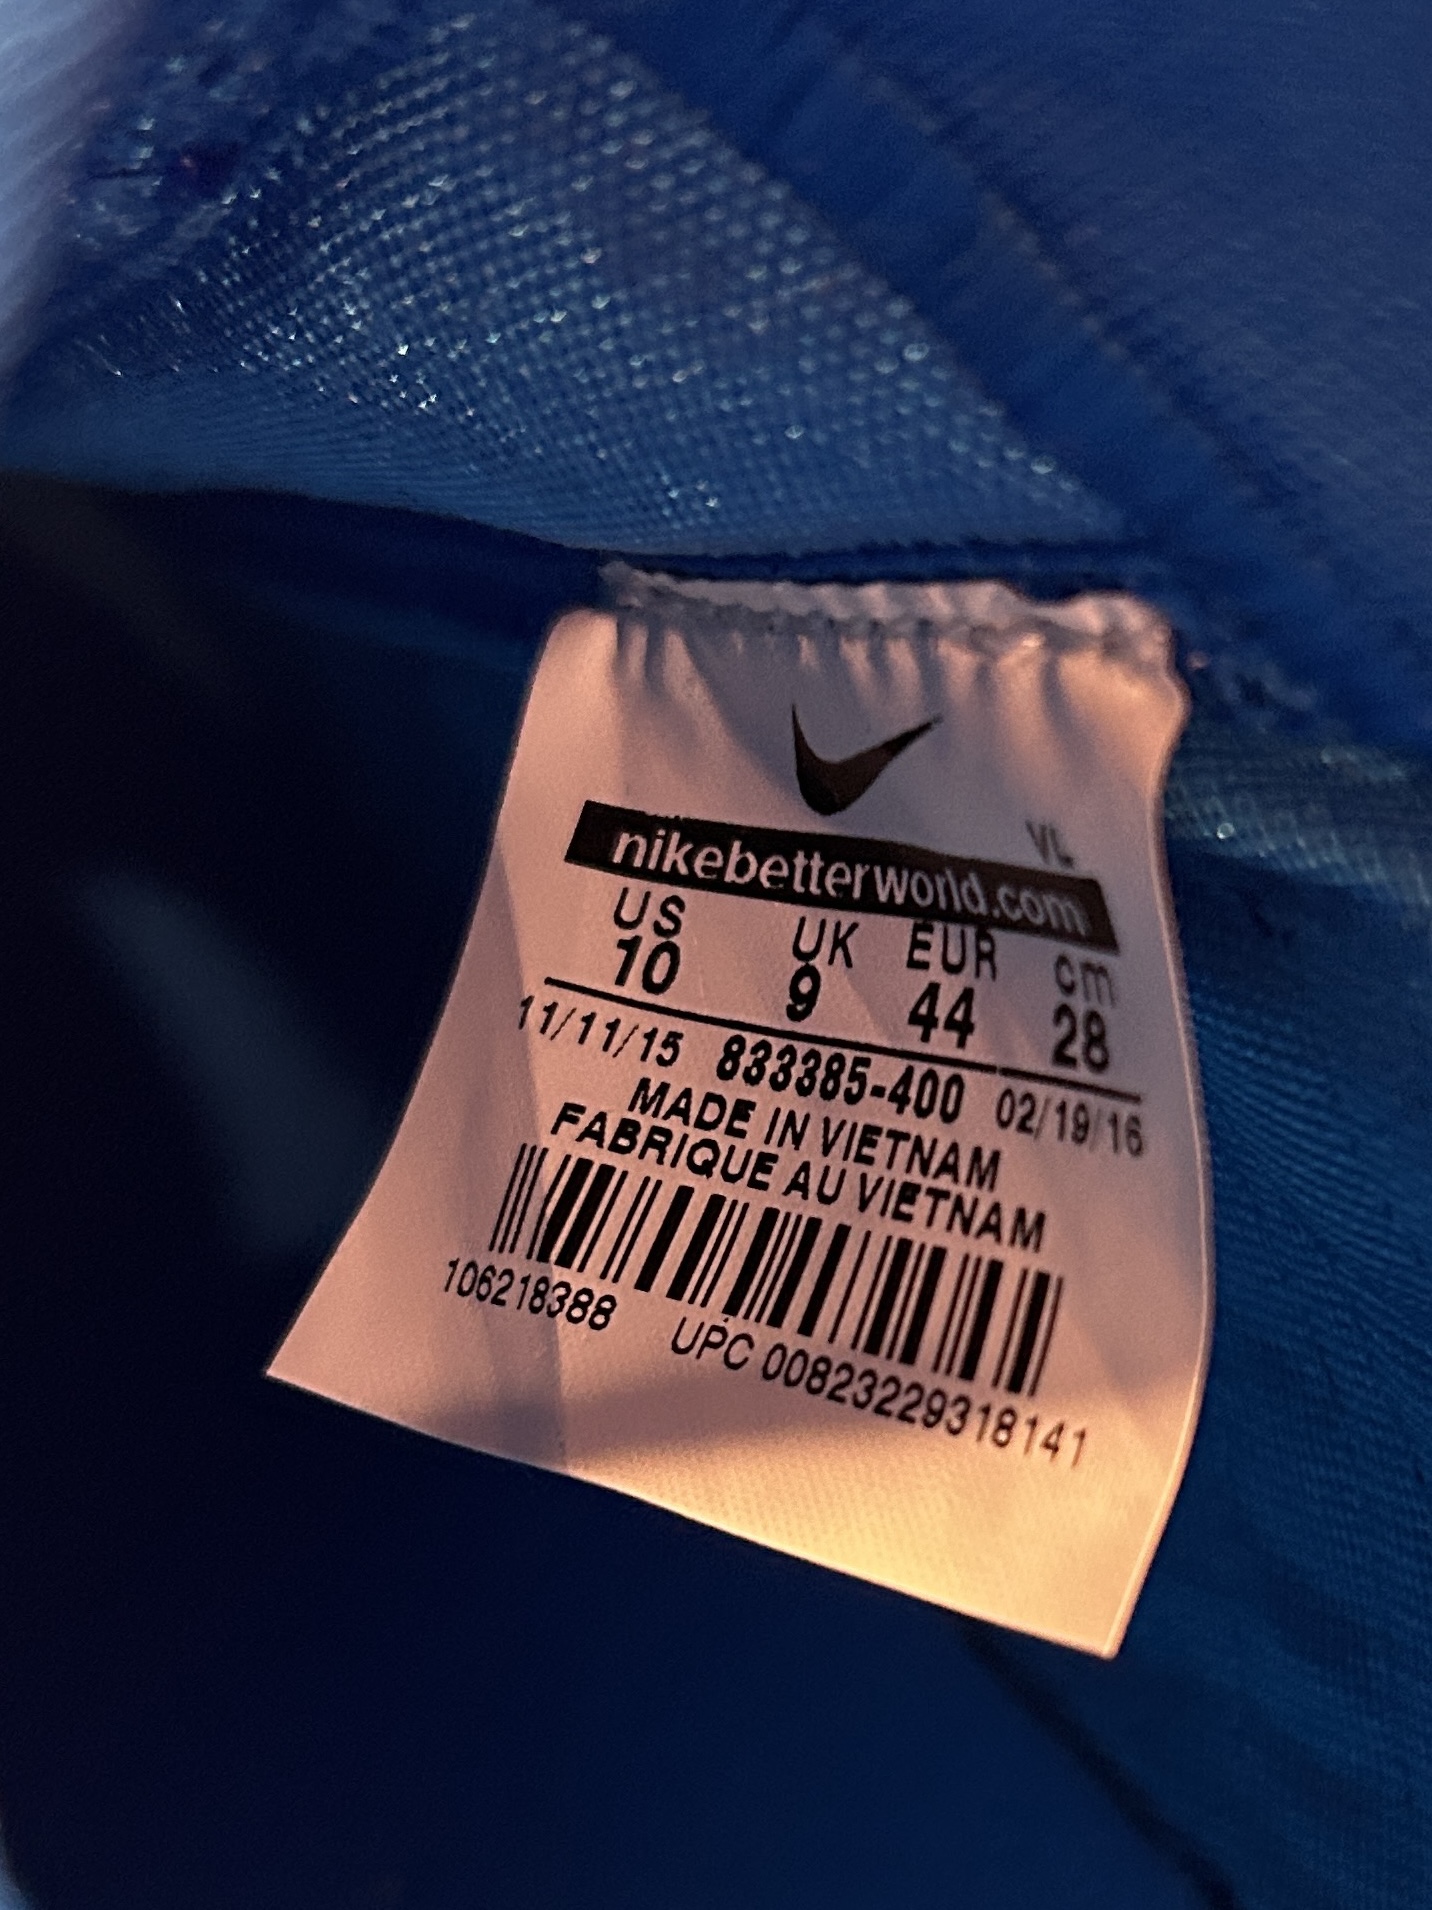 VL
nikebetterworld.com
US UK EUR cm
10 9 44 28
11/11/15 833385-400 02/19/16
MADE IN VIETNAM
FABRIQUE AU VIETNAM
106218388 UPC 00823229318141